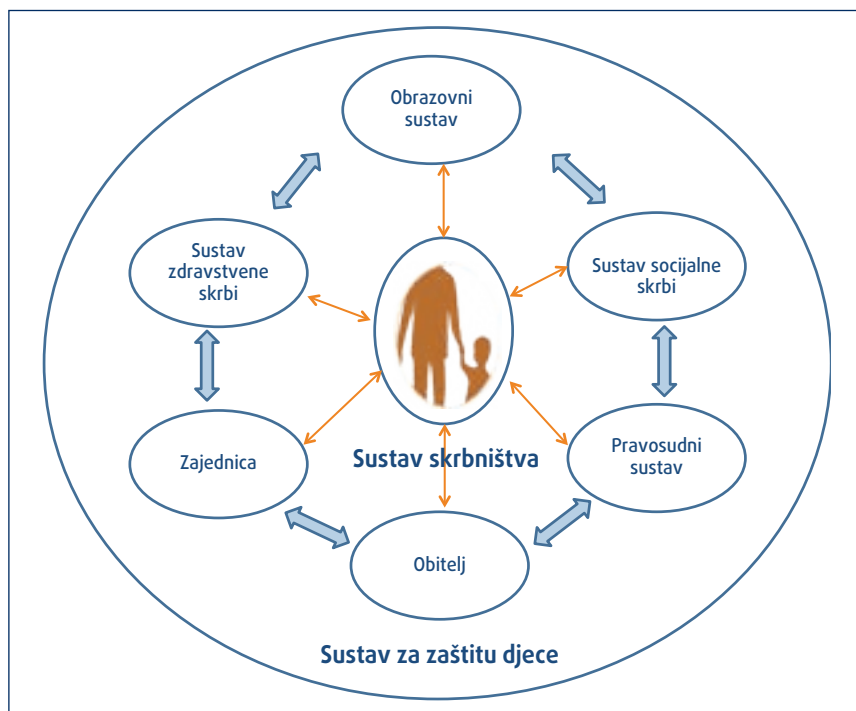 Obrazovni
sustav
Sustav
zdravstvene
skrbi
Sustav socijalne
skrbi
Zajednica
Sustav skrbništva
Pravosudni
sustav
Obitelj
Sustav za zaštitu djece